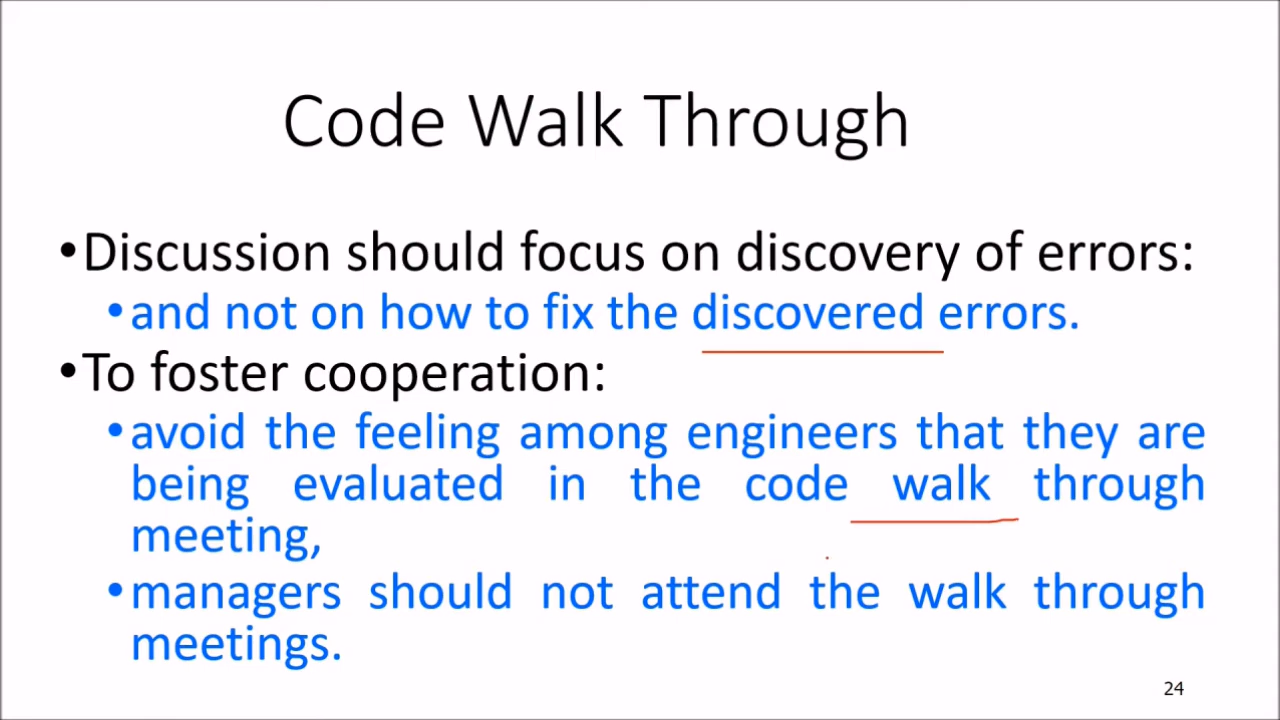 Code Walk Through
•Discussion should focus on discovery of errors:
•and not on how to fix the discovered errors.
•To foster cooperation:
•avoid the feeling among engineers that they are
being evaluated in the code walk through
meeting,
•managers should not attend the walk through
meetings.
24